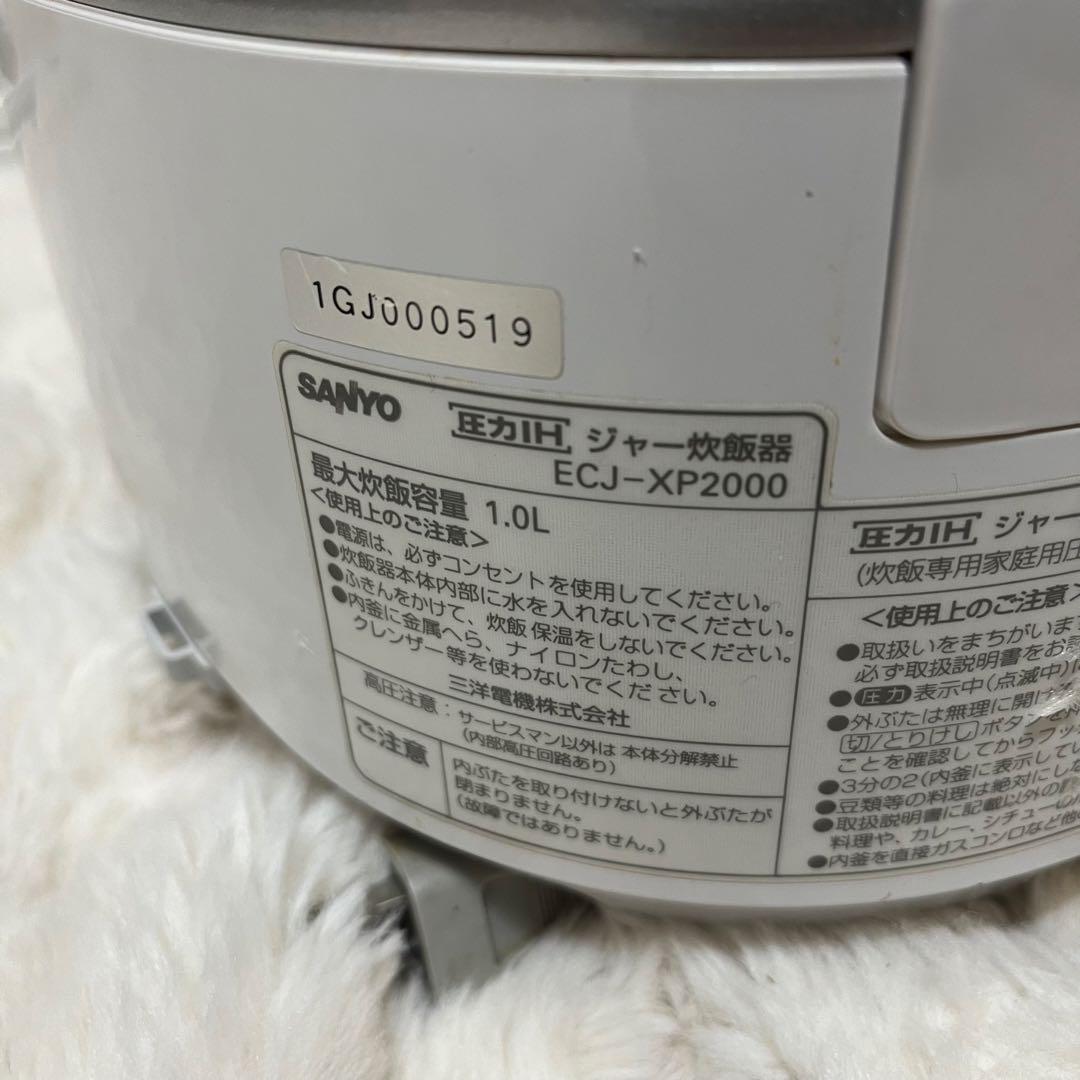 1GJ000519
SANYO
圧力IH ジャー炊飯器
ECJ-XP2000
最大炊飯容量 1.0L
<使用上のご注意>
●電源は、必ずコンセントを使用してください。
●炊飯器本体内部に水を入れないでください。
●ふきんをかけて、炊飯 保温をしないでください。
●内釜に金属へら、ナイロンたわし、
クレンザー等を使わないでください。
三洋電機株式会社
高圧注意：サービスマン以外は 本体分解禁止
(内部高圧回路あり)
ご注意
内ぶたを取り付けないと外ぶたが
閉まりません。
(故障ではありません。)
圧力IH ジャー
(炊飯専用家庭用圧
<使用上のご注意>
●取扱いをまちがいま
必ず取扱説明書をお読
●圧力 表示中(点滅中)に
●外ぶたは無理に開け
切/とりけし ボタンを
ことを確認してからフッ
●3分の2(内釜に表示してい
●豆類等の料理は絶対にしな
●取扱説明書に記載以外の
料理や、カレー、シチュー
●内釜を直接ガスコンロなど他